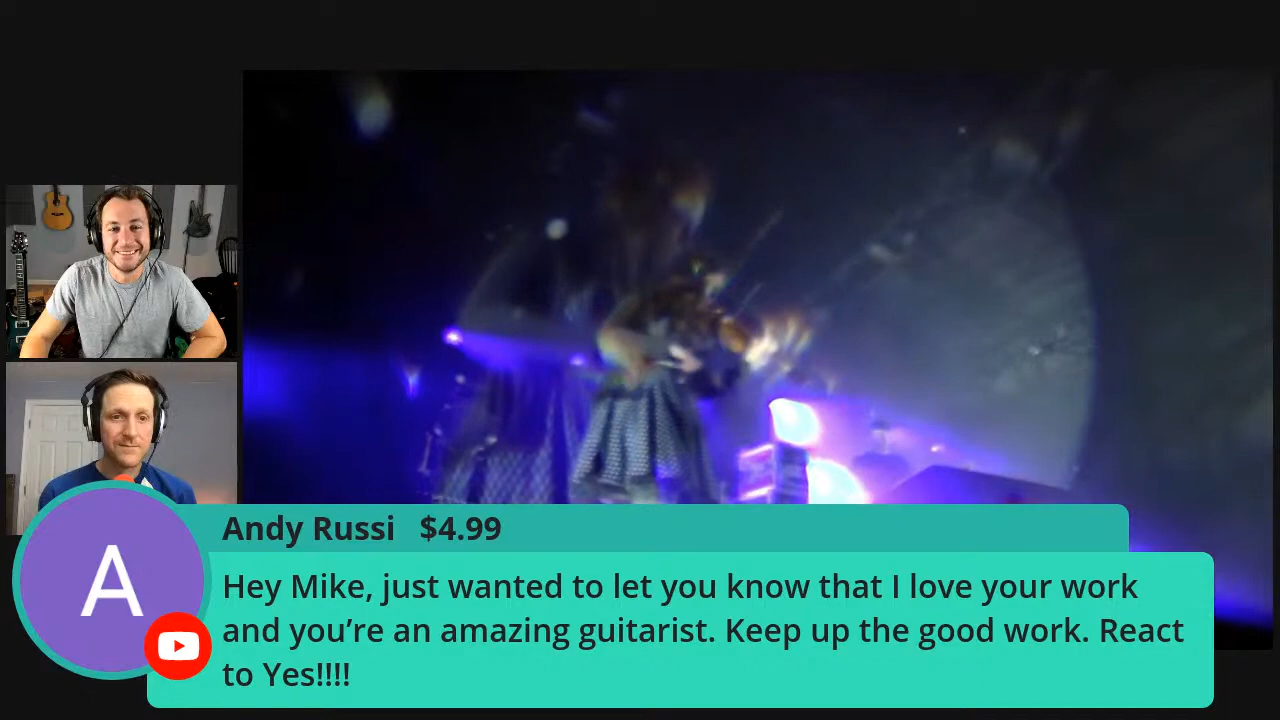 Andy Russi $4.99
A
Hey Mike, just wanted to let you know that I love your work
and you’re an amazing guitarist. Keep up the good work. React
to Yes!!!!